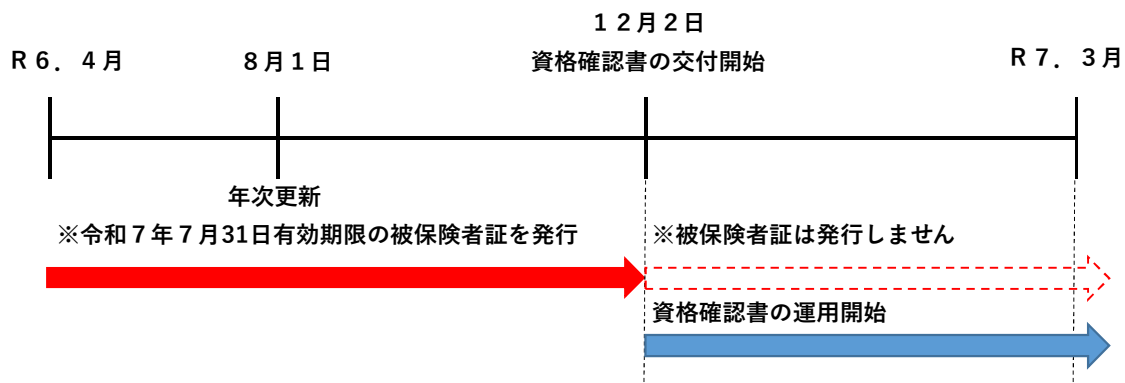 １２月２日
Ｒ６．４月
８月１日
資格確認書の交付開始
Ｒ７．３月
年次更新
※令和７年７月31日有効期限の被保険者証を発行
※被保険者証は発行しません
資格確認書の運用開始